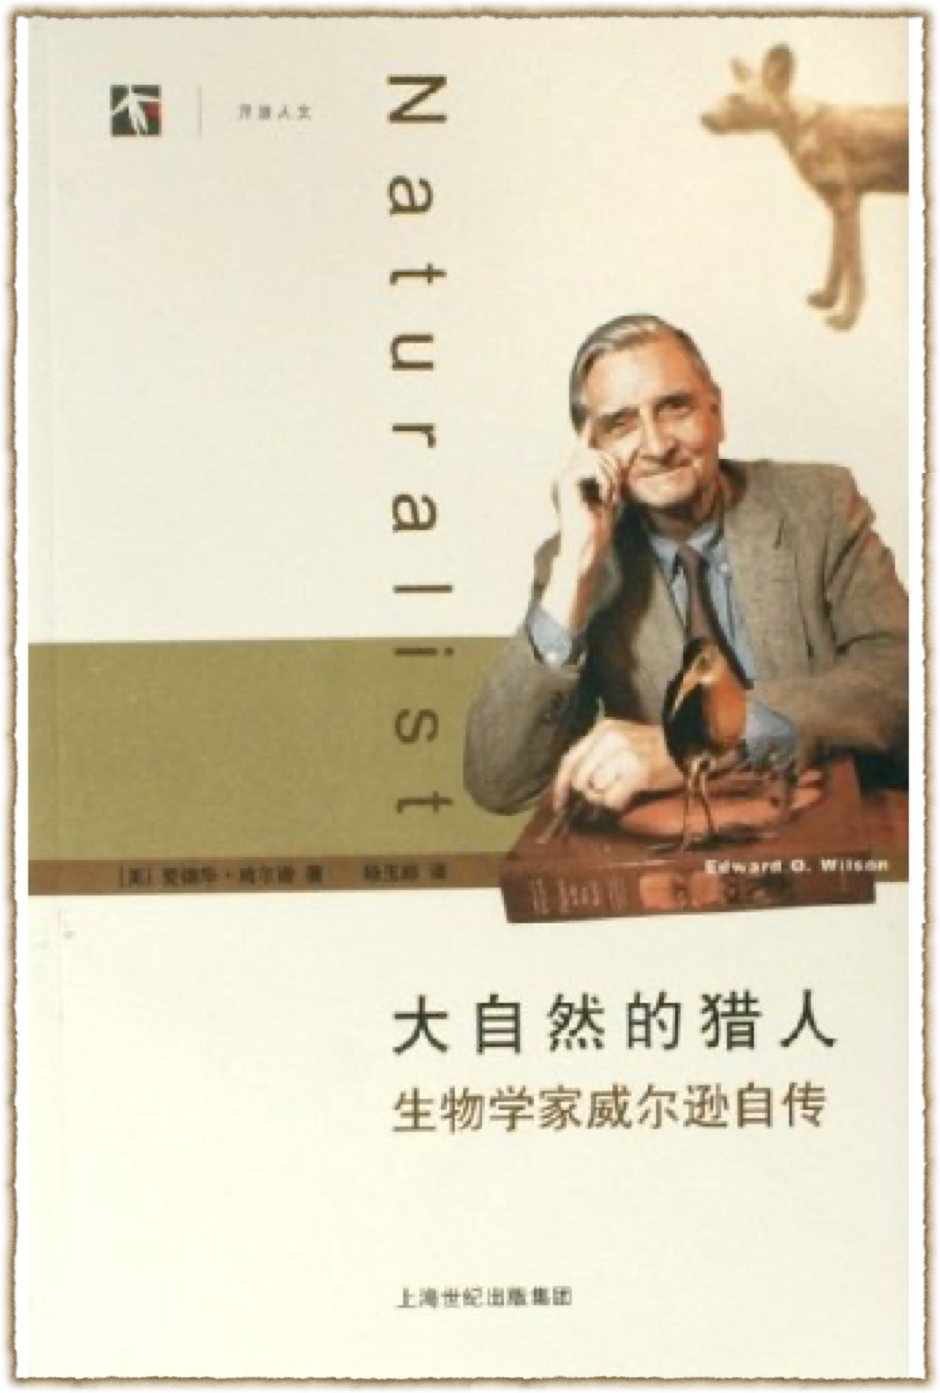 开放人文
Naturalist
[美] 爱德华·威尔逊 著 杨玉龄 译
Edward O. Wilson
大自然的猎人
生物学家威尔逊自传
上海世纪出版集团